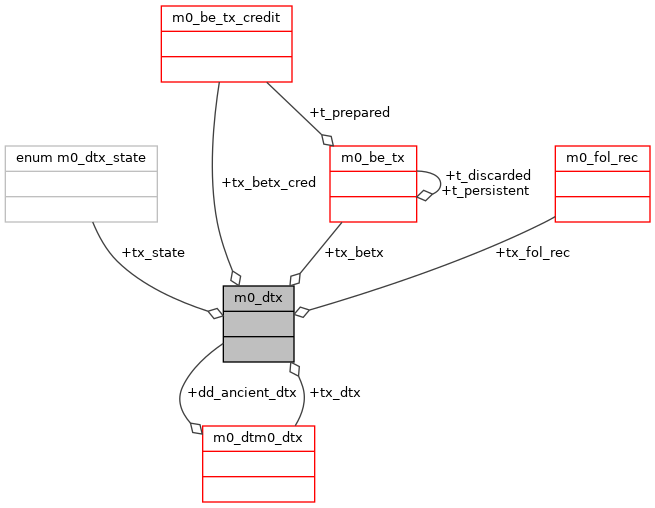 m0_be_tx_credit
+t_prepared
enum m0_dtx_state
m0_be_tx
m0_fol_rec
+t_discarded
+t_persistent
+tx_betx_cred
+tx_state
+tx_betx
+tx_fol_rec
m0_dtx
+dd_ancient_dtx
+tx_dtx
m0_dtm0_dtx